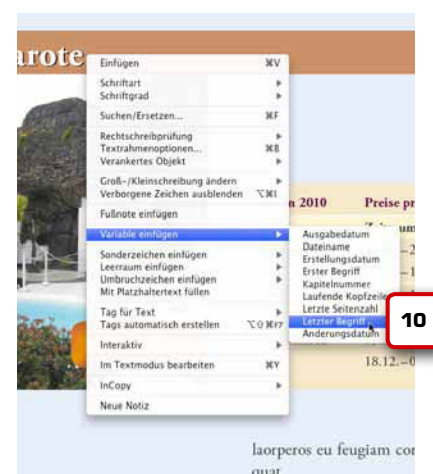 arote
Einfügen ⌘V
Schriftart
Schriftgrad
Suchen/Ersetzen... ⌘F
Rechtschreibprüfung
Textrahmenoptionen... ⌘B
Verankertes Objekt
Groß-/Kleinschreibung ändern
Verborgene Zeichen ausblenden ⌥⌘I
Fußnote einfügen
Variable einfügen
Sonderzeichen einfügen
Leerraum einfügen
Umbruchzeichen einfügen
Mit Platzhaltertext füllen
Tag für Text
Tags automatisch erstellen ⌥⇧⌘F7
Interaktiv
Im Textmodus bearbeiten ⌘Y
InCopy
Neue Notiz
Ausgabedatum
Dateiname
Erstellungsdatum
Erster Begriff
Kapitelnummer
Laufende Kopfzeile
Letzte Seitenzahl
Letzter Begriff
Änderungsdatum
10
2010 Preise pr
18.12.–0
laorperos eu feugiam con
quat